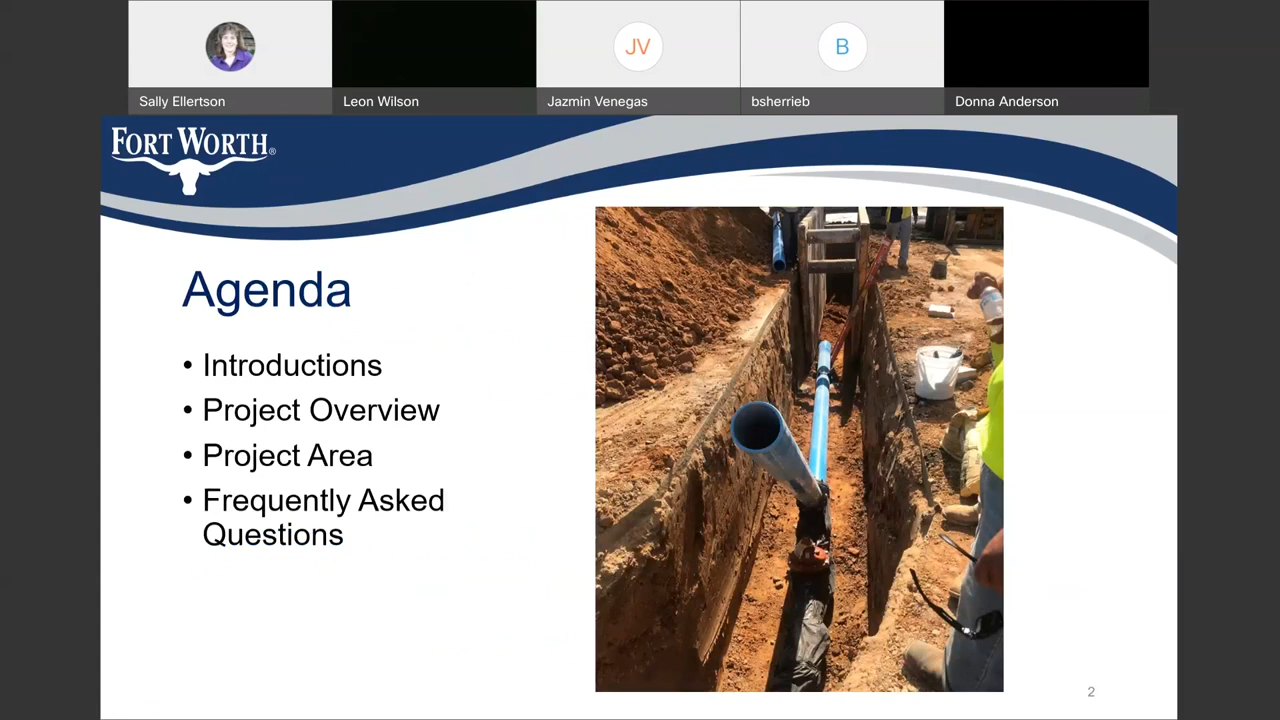 JV
B
Sally Ellertson
Leon Wilson
Jazmin Venegas
bsherrieb
Donna Anderson
FORT WORTH®
Agenda
• Introductions
• Project Overview
• Project Area
• Frequently Asked
Questions
2